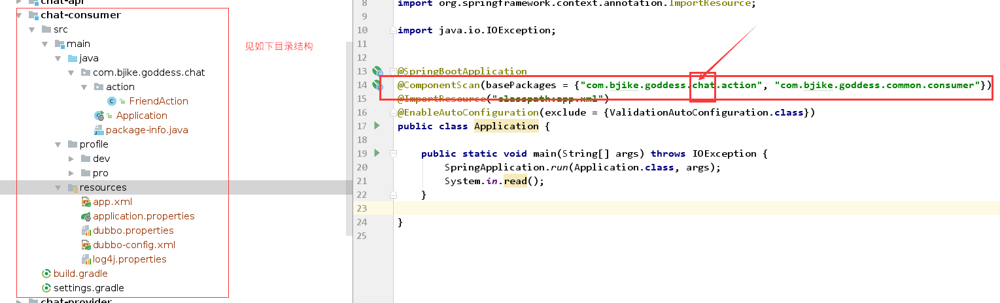 chat-api
chat-consumer
src
main
java
com.bjike.goddess.chat
action
FriendAction
Application
package-info.java
profile
dev
pro
resources
app.xml
application.properties
dubbo.properties
dubbo-config.xml
log4j.properties
build.gradle
settings.gradle
chat-provider
见如下目录结构
8 import org.springframework.context.annotation.ImportResource;
9
10 import java.io.IOException;
11
12
13 @SpringBootApplication
14 @ComponentScan(basePackages = {"com.bjike.goddess.chat.action", "com.bjike.goddess.common.consumer"})
15 @ImportResource("classpath:app.xml")
16 @EnableAutoConfiguration(exclude = {ValidationAutoConfiguration.class})
17 public class Application {
18
19 public static void main(String[] args) throws IOException {
20 SpringApplication.run(Application.class, args);
21 System.in.read();
22 }
23
24 }
25